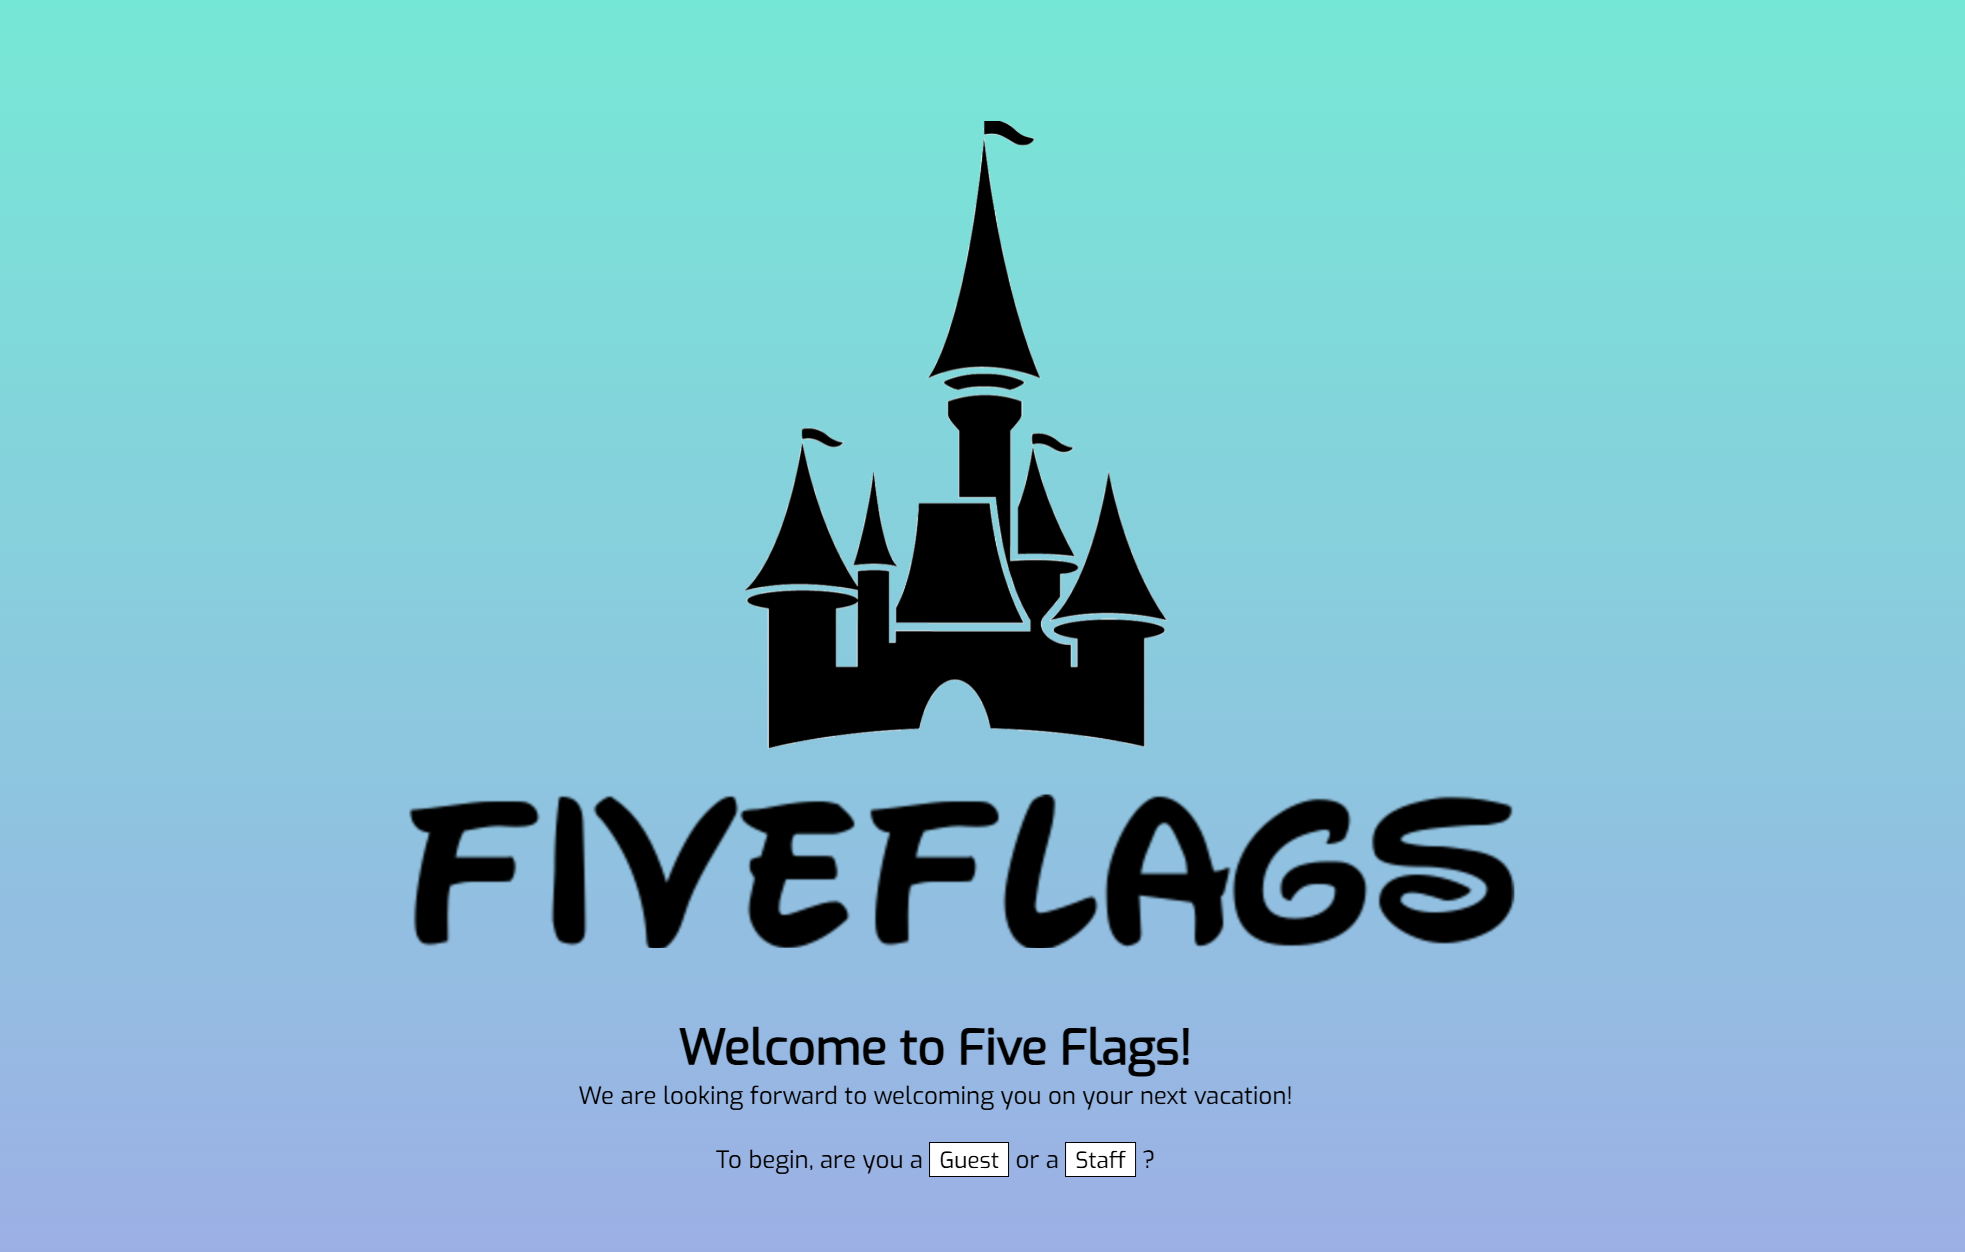 FIVEFLAGS
Welcome to Five Flags!
We are looking forward to welcoming you on your next vacation!
To begin, are you a Guest or a Staff ?